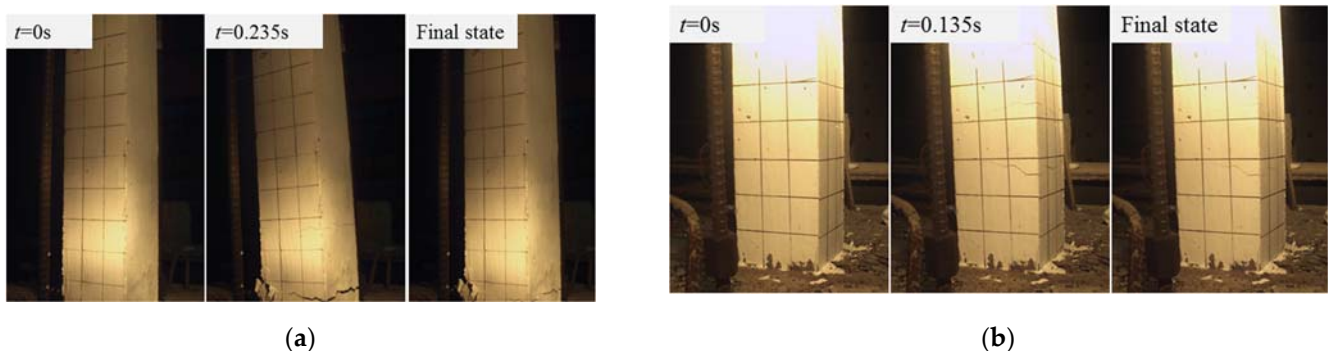 t=0s
t=0.235s
Final state
t=0s
t=0.135s
Final state
(a)
(b)